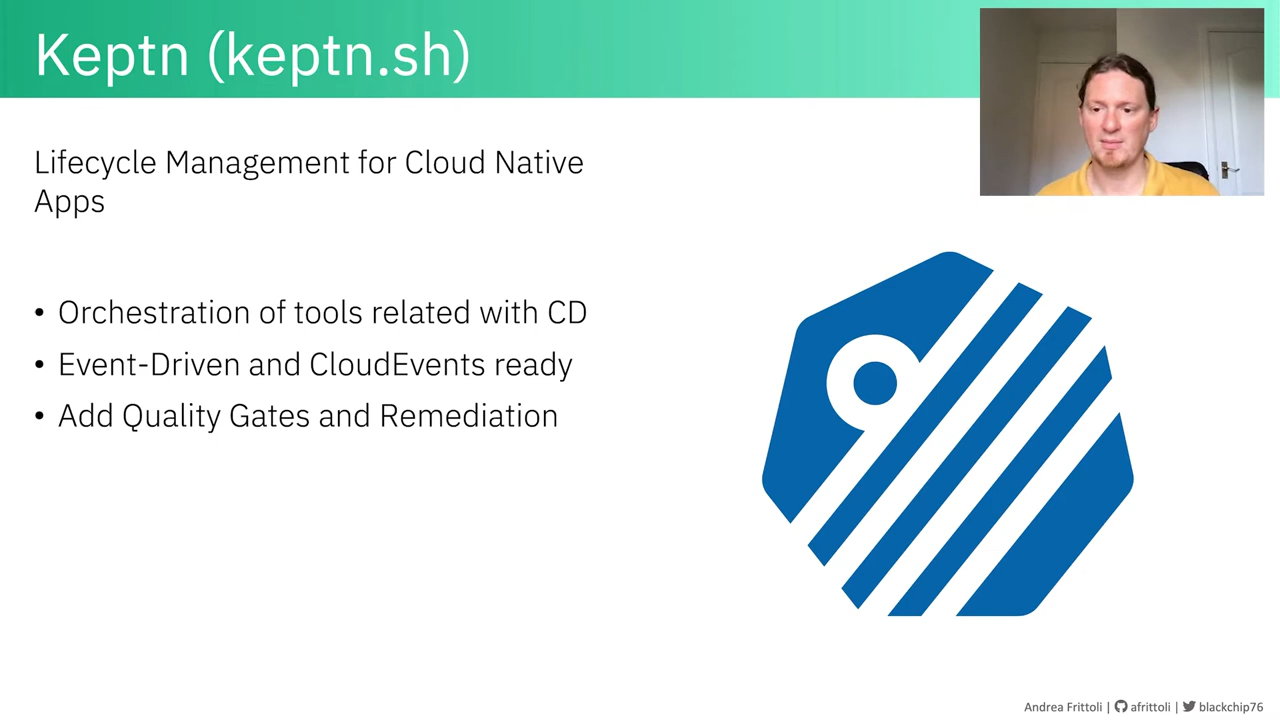 Keptn (keptn.sh)
Lifecycle Management for Cloud Native
Apps
• Orchestration of tools related with CD
• Event-Driven and CloudEvents ready
• Add Quality Gates and Remediation
Andrea Frittoli | afrittoli | blackchip76